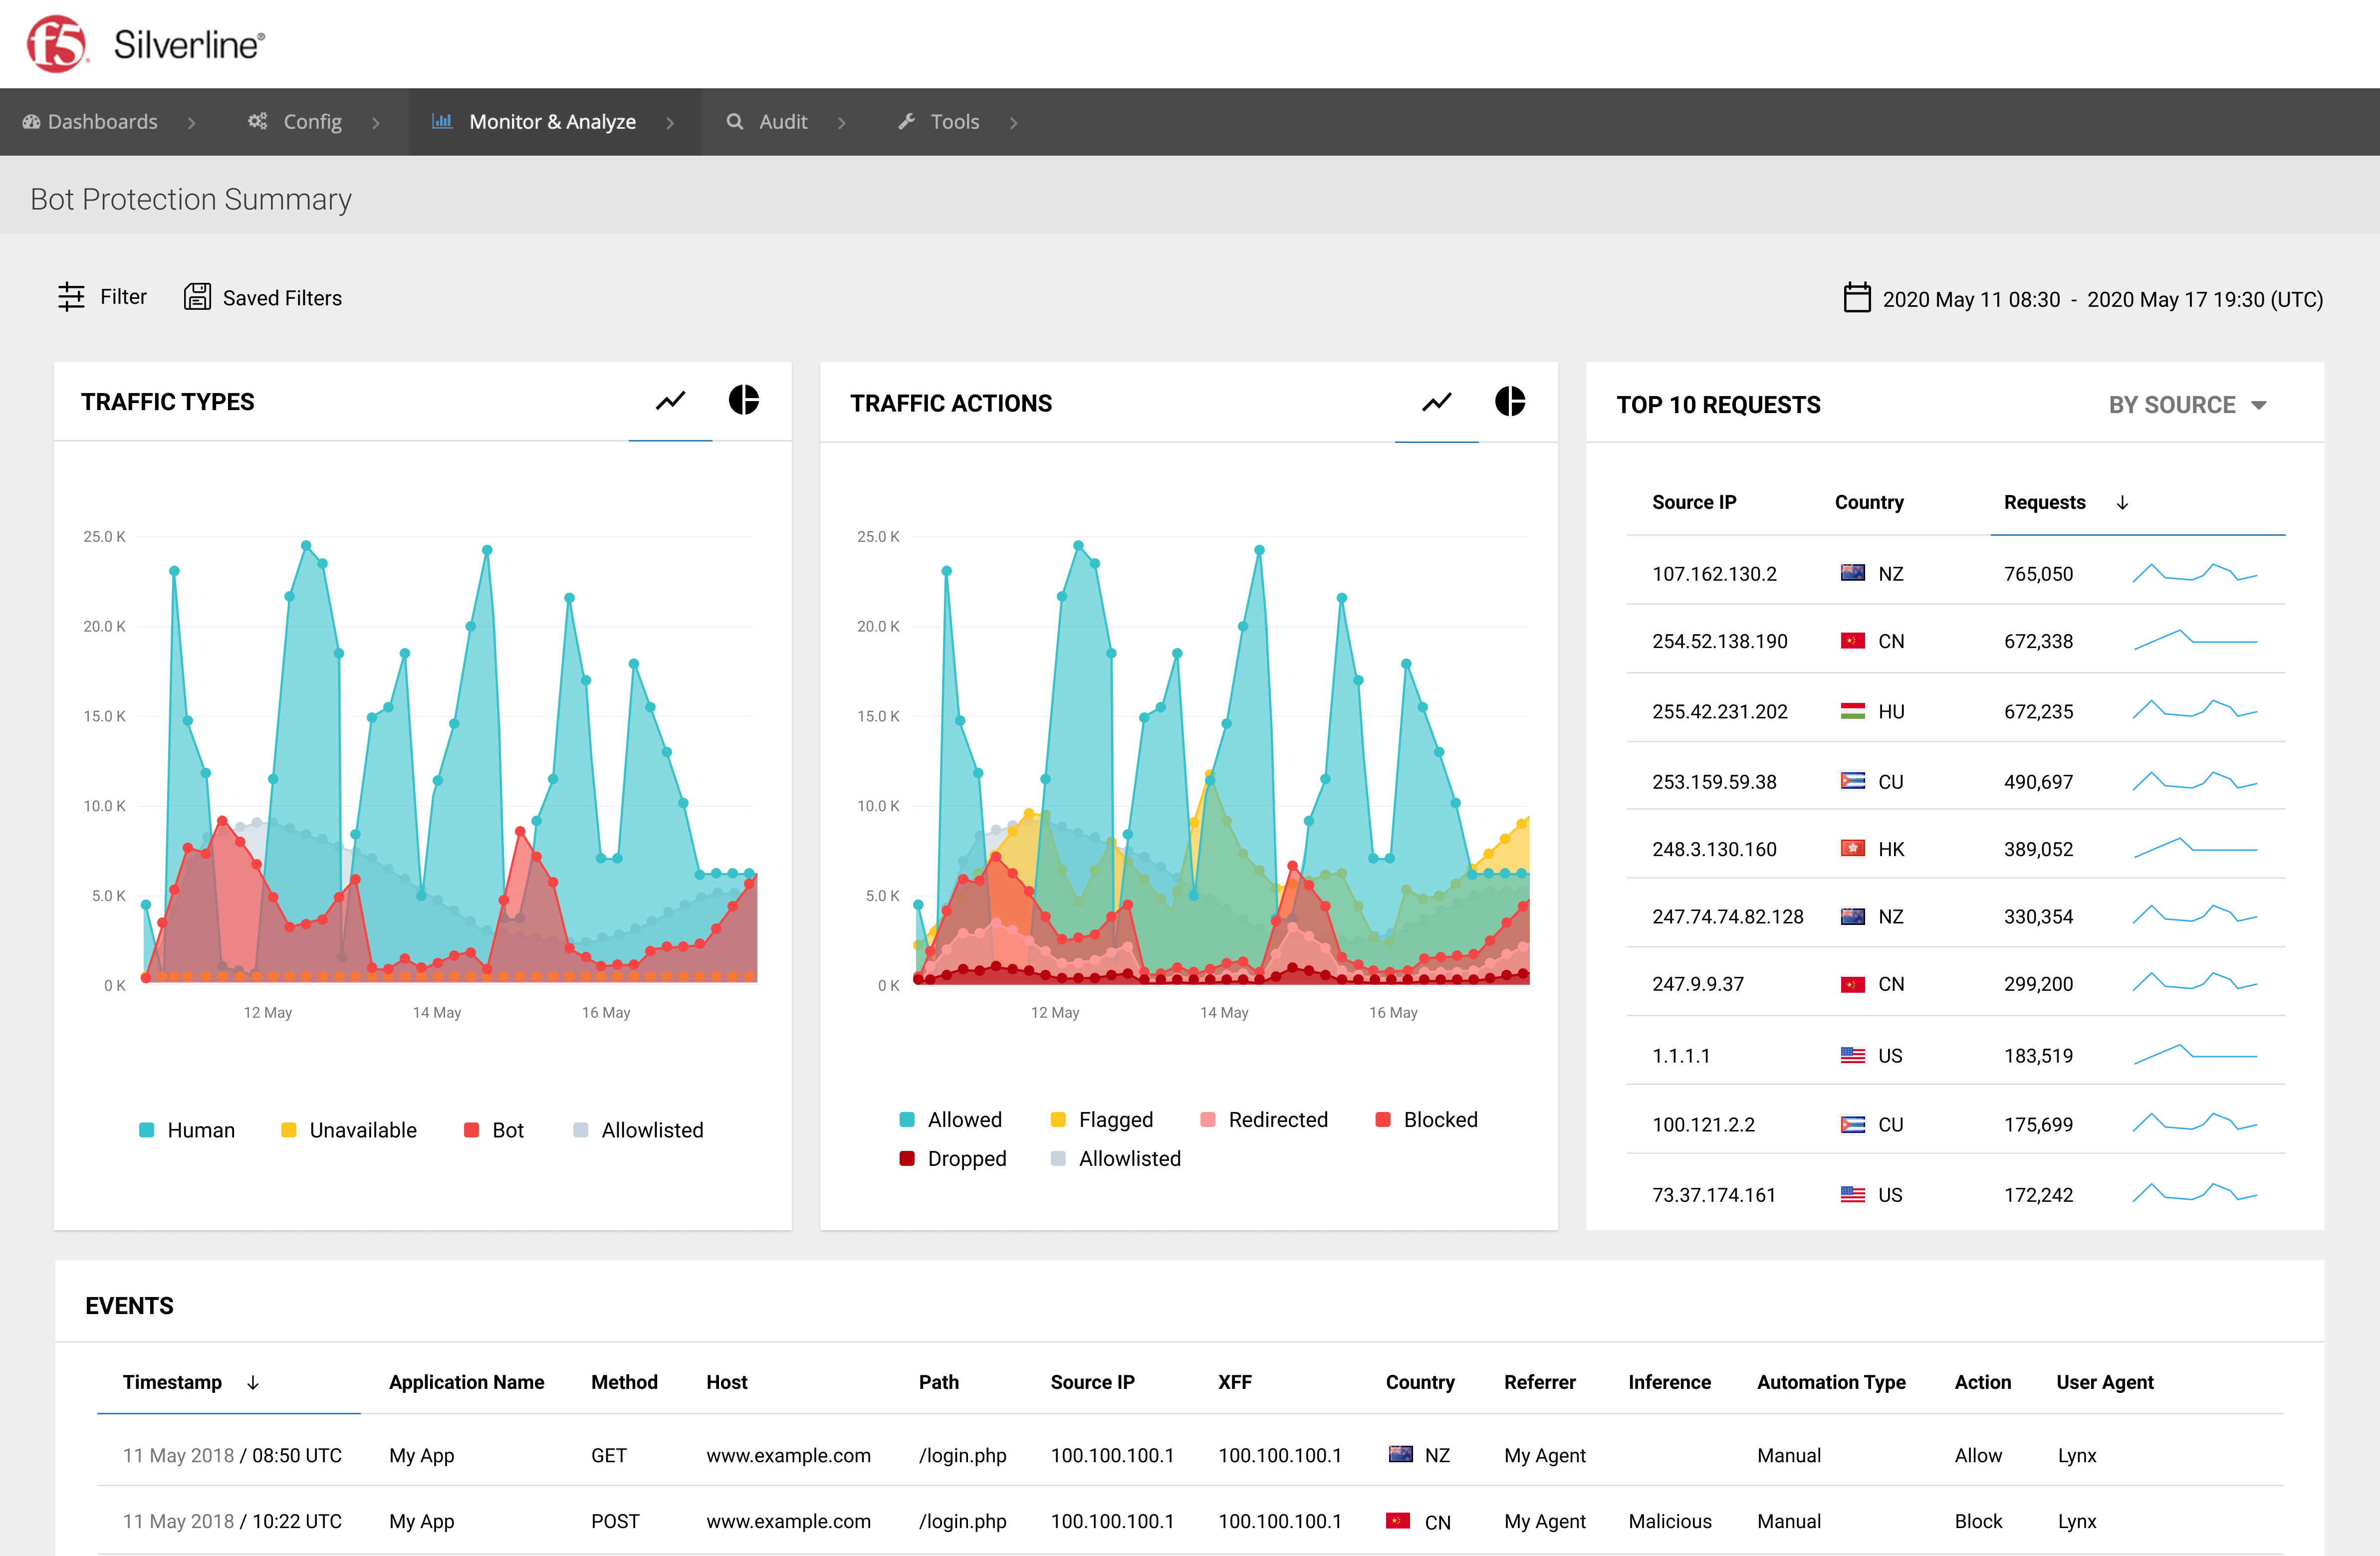 f5 Silverline®
Dashboards Config Monitor & Analyze Audit Tools
Bot Protection Summary
Filter Saved Filters 2020 May 11 08:30 - 2020 May 17 19:30 (UTC)
TRAFFIC TYPES
25.0 K
20.0 K
15.0 K
10.0 K
5.0 K
0 K
12 May 14 May 16 May
Human Unavailable Bot Allowlisted
TRAFFIC ACTIONS
25.0 K
20.0 K
15.0 K
10.0 K
5.0 K
0 K
12 May 14 May 16 May
Allowed Flagged Redirected Blocked
Dropped Allowlisted
TOP 10 REQUESTS BY SOURCE
Source IP Country Requests
107.162.130.2 NZ 765,050
254.52.138.190 CN 672,338
255.42.231.202 HU 672,235
253.159.59.38 CU 490,697
248.3.130.160 HK 389,052
247.74.74.82.128 NZ 330,354
247.9.9.37 CN 299,200
1.1.1.1 US 183,519
100.121.2.2 CU 175,699
73.37.174.161 US 172,242
EVENTS
Timestamp Application Name Method Host Path Source IP XFF Country Referrer Inference Automation Type Action User Agent
11 May 2018 / 08:50 UTC My App GET www.example.com /login.php 100.100.100.1 100.100.100.1 NZ My Agent Manual Allow Lynx
11 May 2018 / 10:22 UTC My App POST www.example.com /login.php 100.100.100.1 100.100.100.1 CN My Agent Malicious Manual Block Lynx